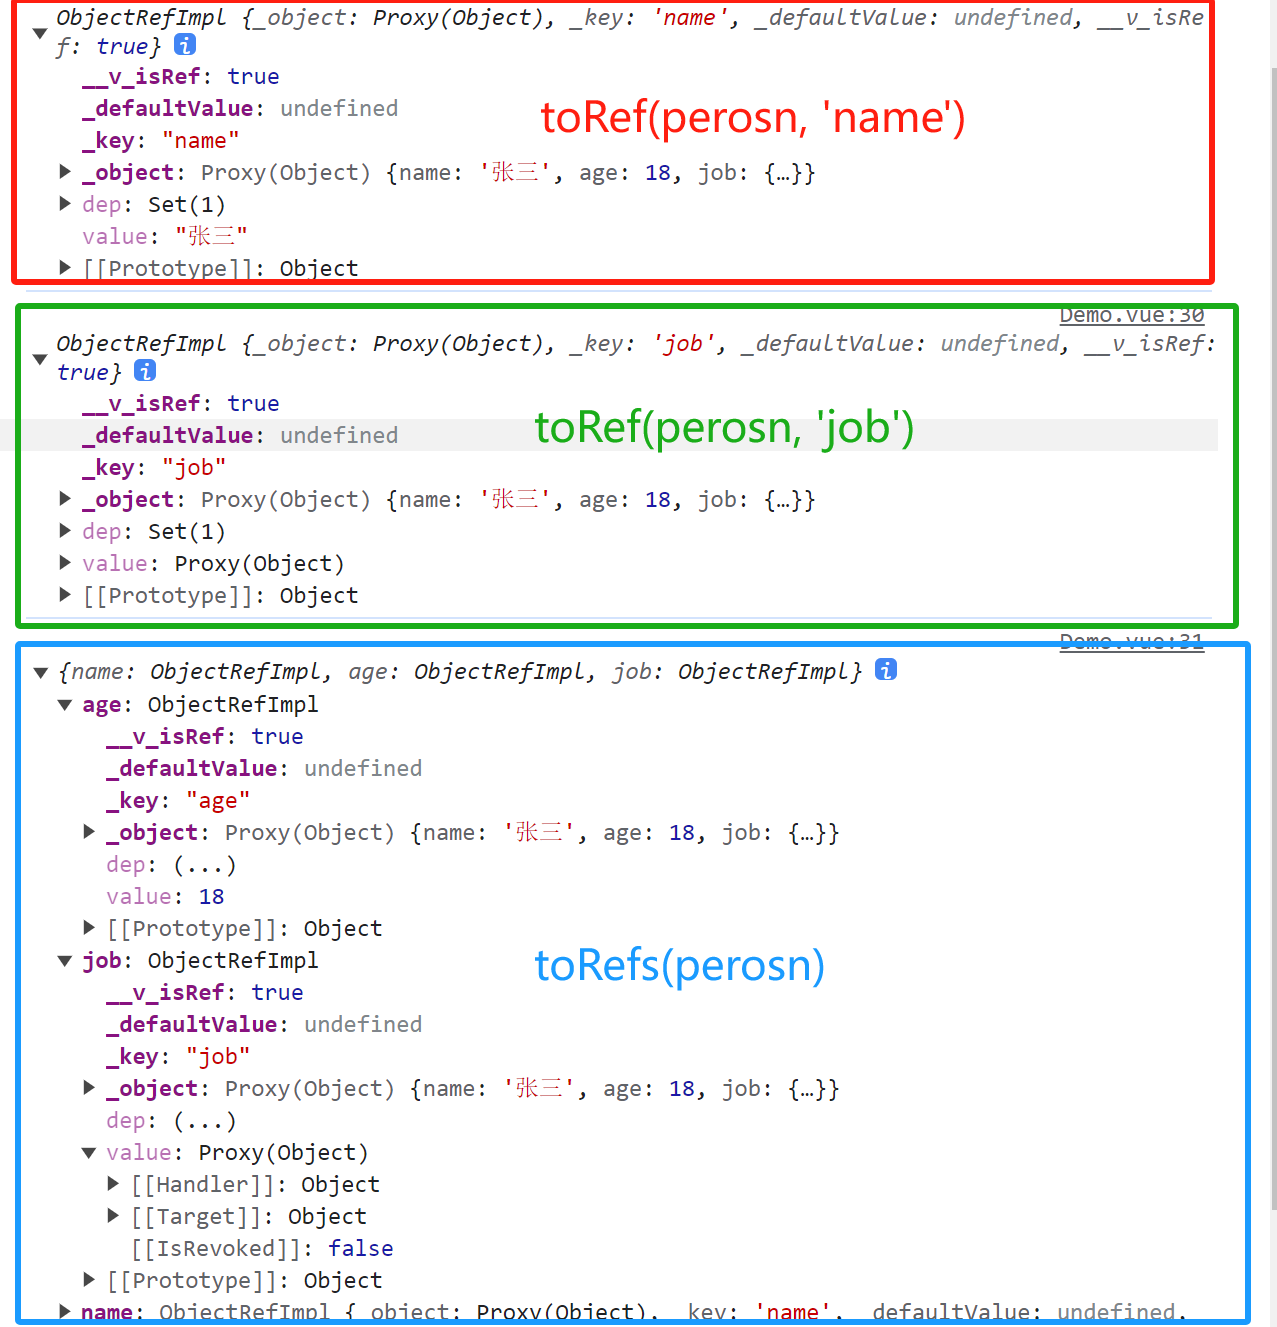 ObjectRefImpl {_object: Proxy(Object), _key: 'name', _defaultValue: undefined, __v_isRe
f: true}
__v_isRef: true
_defaultValue: undefined
toRef(perosn, 'name')
_key: "name"
_object: Proxy(Object) {name: '张三', age: 18, job: {…}}
dep: Set(1)
value: "张三"
[[Prototype]]: Object
Demo.vue:30
ObjectRefImpl {_object: Proxy(Object), _key: 'job', _defaultValue: undefined, __v_isRef:
true}
__v_isRef: true
_defaultValue: undefined
toRef(perosn, 'job')
_key: "job"
_object: Proxy(Object) {name: '张三', age: 18, job: {…}}
dep: Set(1)
value: Proxy(Object)
[[Prototype]]: Object
Demo.vue:31
{name: ObjectRefImpl, age: ObjectRefImpl, job: ObjectRefImpl}
age: ObjectRefImpl
__v_isRef: true
_defaultValue: undefined
_key: "age"
_object: Proxy(Object) {name: '张三', age: 18, job: {…}}
dep: (...)
value: 18
[[Prototype]]: Object
job: ObjectRefImpl
toRefs(perosn)
__v_isRef: true
_defaultValue: undefined
_key: "job"
_object: Proxy(Object) {name: '张三', age: 18, job: {…}}
dep: (...)
value: Proxy(Object)
[[Handler]]: Object
[[Target]]: Object
[[IsRevoked]]: false
[[Prototype]]: Object
name: ObjectRefImpl {_object: Proxy(Object), _key: 'name', _defaultValue: undefined,